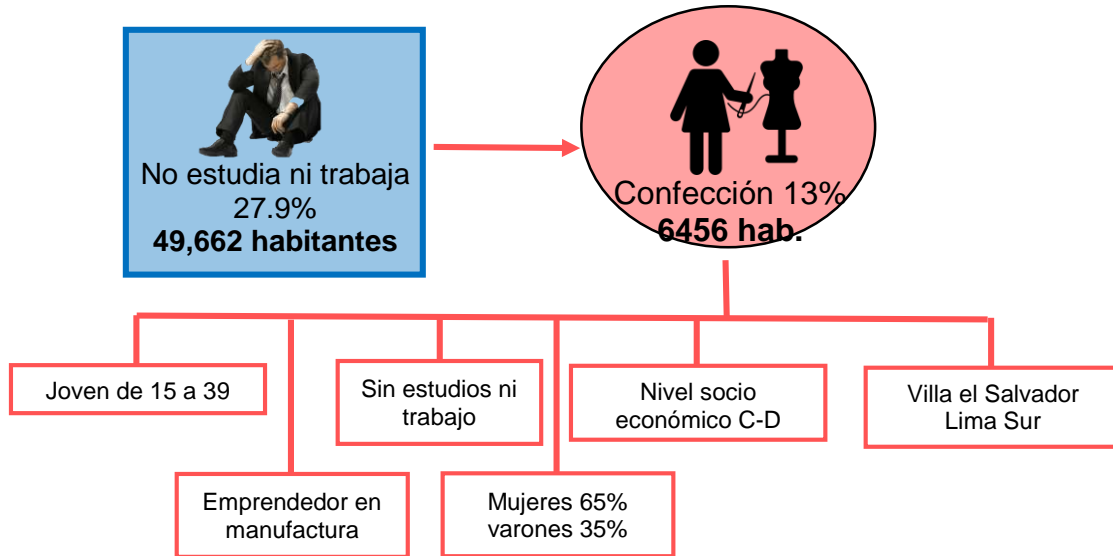 No estudia ni trabaja
27.9%
49,662 habitantes
Confección 13%
6456 hab.
Joven de 15 a 39
Sin estudios ni
trabajo
Nivel socio
económico C-D
Villa el Salvador
Lima Sur
Emprendedor en
manufactura
Mujeres 65%
varones 35%